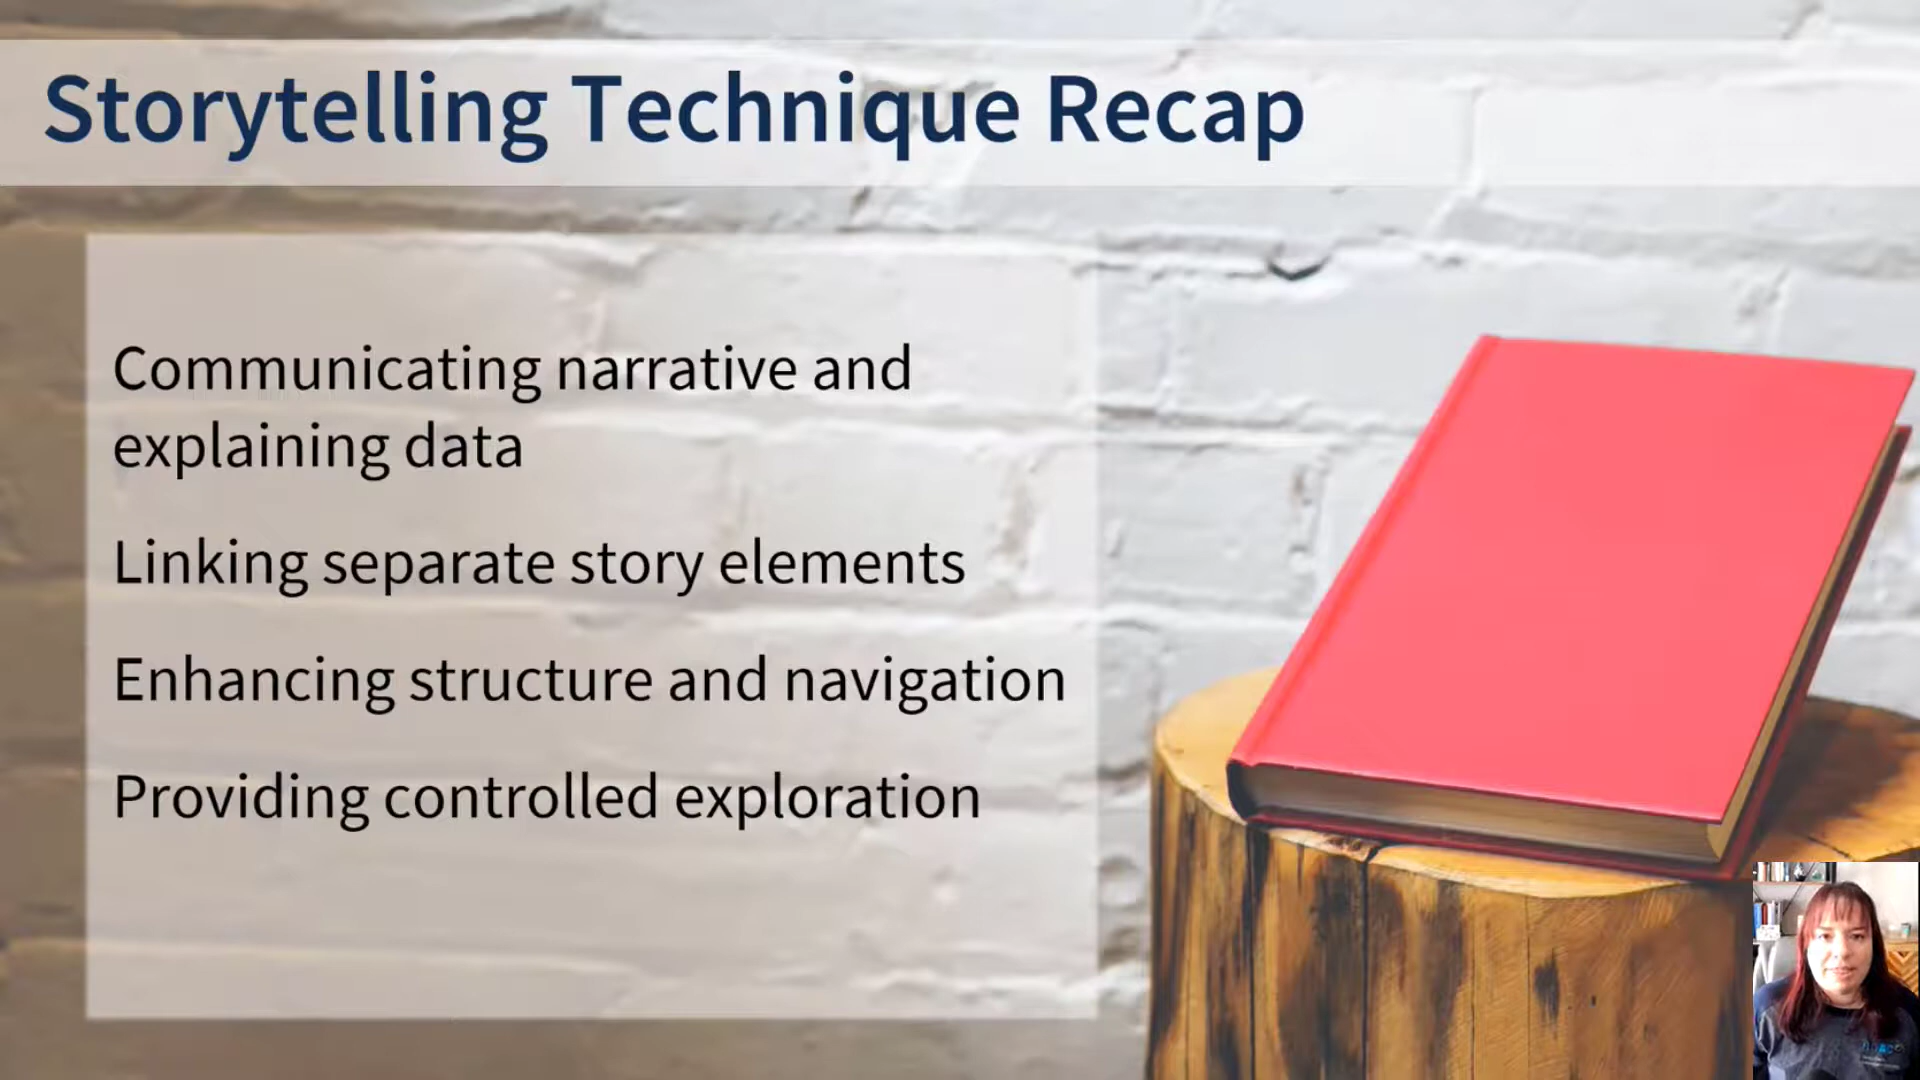 Storytelling Technique Recap
Communicating narrative and
explaining data
Linking separate story elements
Enhancing structure and navigation
Providing controlled exploration